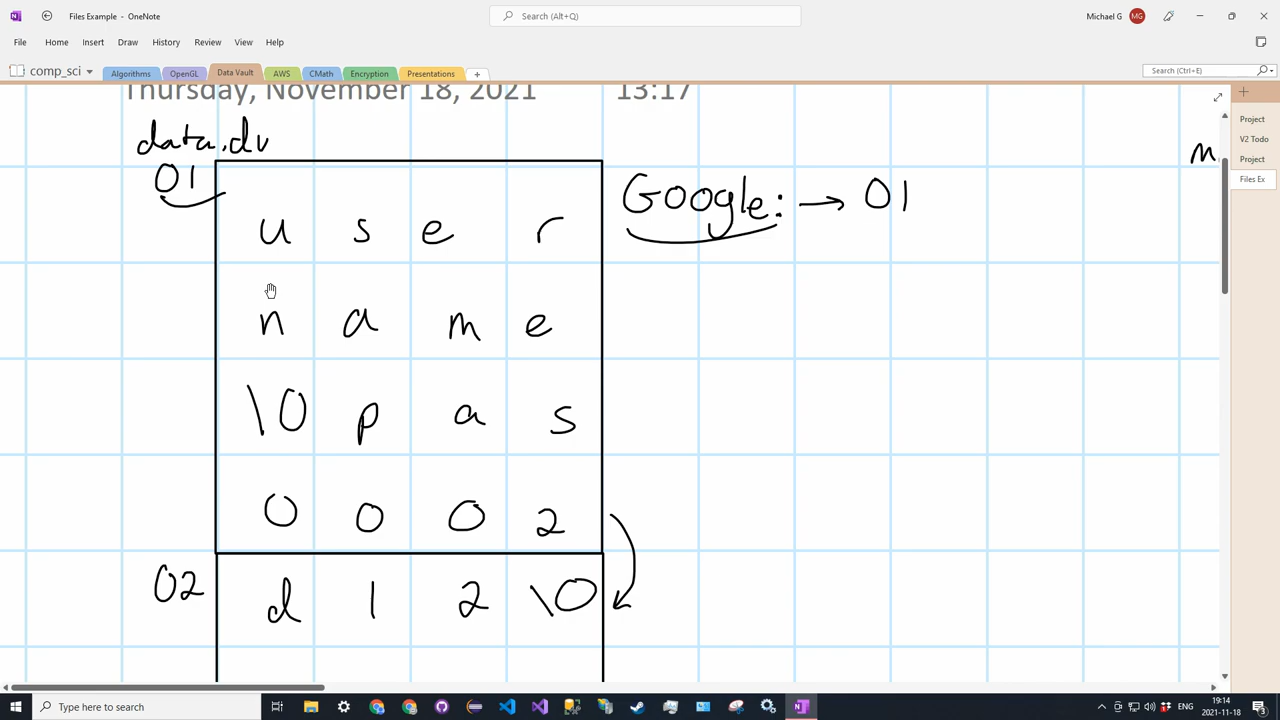 Files Example - OneNote
Search (Alt+Q)
Michael G
MG
File Home Insert Draw History Review View Help
comp_sci
Algorithms OpenGL Data Vault AWS CMath Encryption Presentations +
Search (Ctrl+E)
Thursday, November 18, 2021 13:17
data.dv
01
Google: → 01
m
u s e r
n a m e
\0 p a s
0 0 0 2
02
d 1 2 \0
Project
V2 Todo
Project
Files Ex
Type here to search
ENG
19:14
2021-11-18